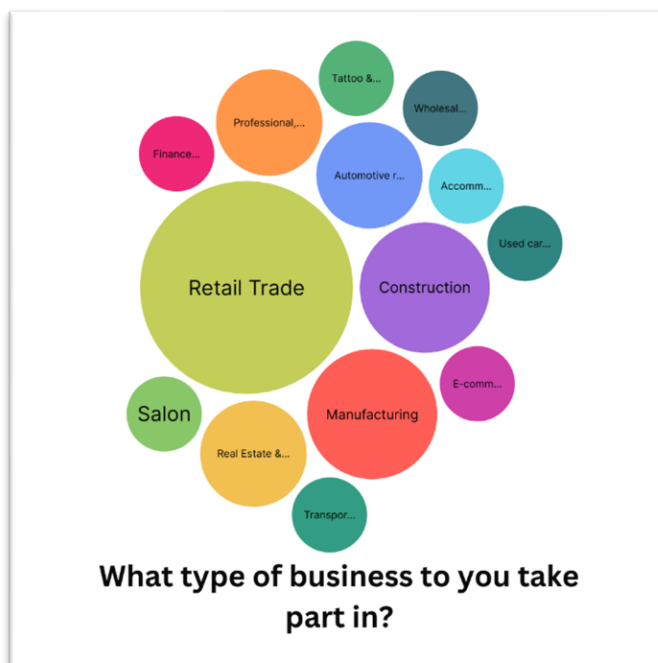 Tattoo &...
Wholesal...
Professional,...
Finance...
Automotive r...
Accomm...
Used car...
Retail Trade
Construction
E-comm...
Salon
Manufacturing
Real Estate &...
Transpor...
What type of business to you take
part in?